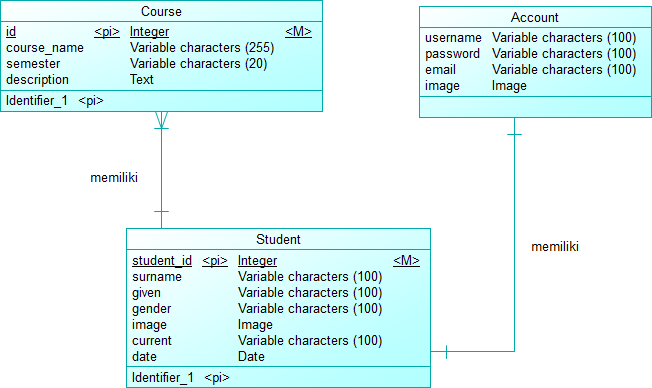 Course
id <pi> Integer <M>
course_name Variable characters (255)
semester Variable characters (20)
description Text
Identifier_1 <pi>
Account
username Variable characters (100)
password Variable characters (100)
email Variable characters (100)
image Image
memiliki
memiliki
Student
student_id <pi> Integer <M>
surname Variable characters (100)
given Variable characters (100)
gender Variable characters (100)
image Image
current Variable characters (100)
date Date
Identifier_1 <pi>